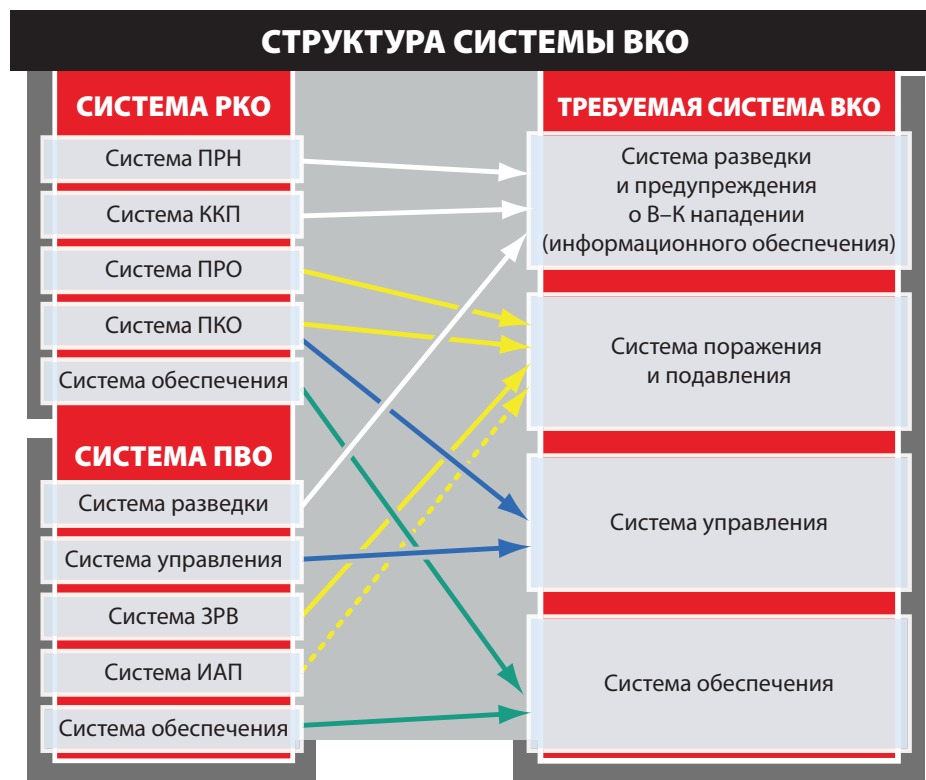 СТРУКТУРА СИСТЕМЫ ВКО
СИСТЕМА РКО
Система ПРН
Система ККП
Система ПРО
Система ПКО
Система обеспечения
СИСТЕМА ПВО
Система разведки
Система управления
Система ЗРВ
Система ИАП
Система обеспечения
ТРЕБУЕМАЯ СИСТЕМА ВКО
Система разведки
и предупреждения
о В–К нападении
(информационного обеспечения)
Система поражения
и подавления
Система управления
Система обеспечения